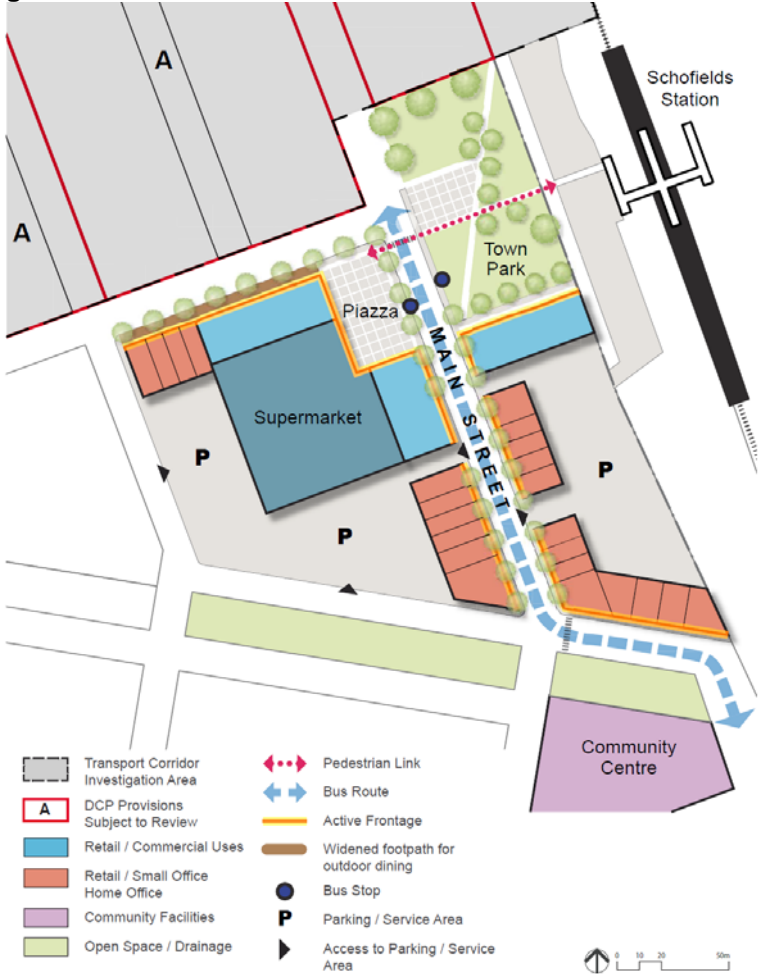 A
Schofields
Station
A
Town
Park
Piazza
MAIN STREET
Supermarket
P
P
P
Community
Centre
Transport Corridor
Investigation Area
A
DCP Provisions
Subject to Review
Retail / Commercial Uses
Retail / Small Office
Home Office
Community Facilities
Open Space / Drainage
Pedestrian Link
Bus Route
Active Frontage
Widened footpath for
outdoor dining
Bus Stop
P
Parking / Service Area
Access to Parking / Service
Area
0 10 20 50m